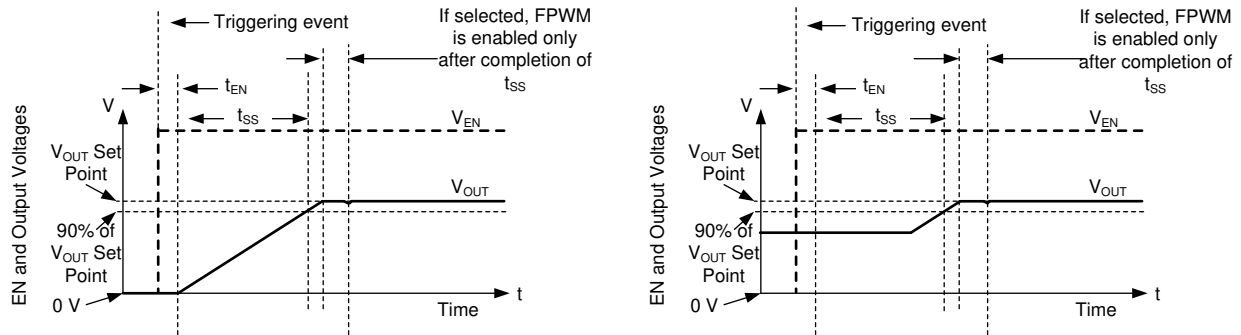 Triggering event
If selected, FPWM
is enabled only
after completion of
tSS
tEN
tSS
V
VEN
VOUT Set
Point
VOUT
90% of
VOUT Set
Point
0 V
Time
t
EN and Output Voltages
Triggering event
If selected, FPWM
is enabled only
after completion of
tSS
tEN
tSS
V
VEN
VOUT Set
Point
VOUT
90% of
VOUT Set
Point
0 V
Time
t
EN and Output Voltages